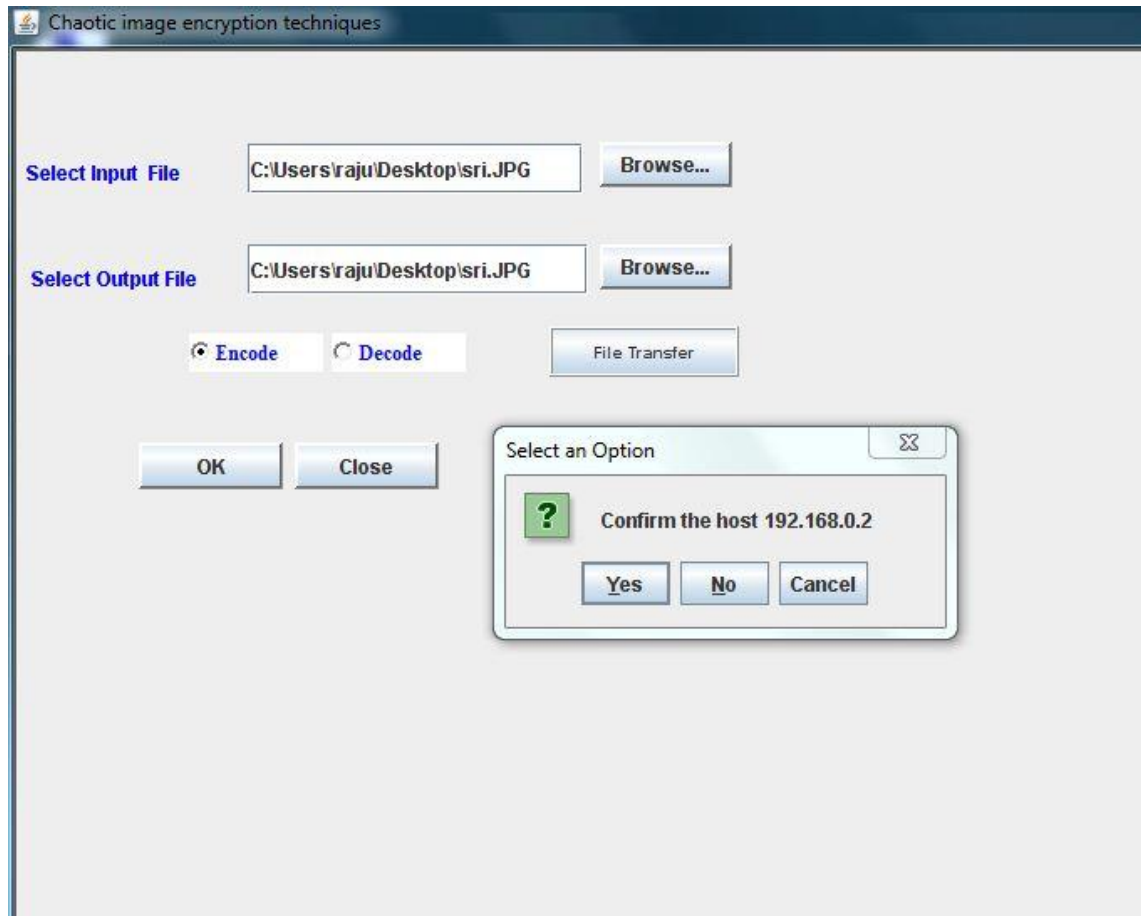 Chaotic image encryption techniques
Select Input File C:\Users\raju\Desktop\sri.JPG Browse...
Select Output File C:\Users\raju\Desktop\sri.JPG Browse...
Encode Decode File Transfer
OK Close
Select an Option
? Confirm the host 192.168.0.2
Yes No Cancel